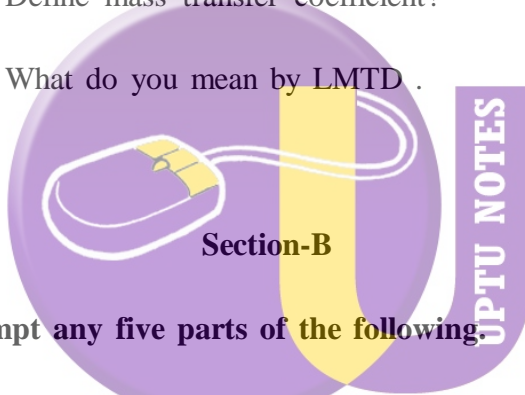 Define mass transfer coefficient?
What do you mean by LMTD .
Section-B
any five parts of the following.
UPTU NOTES